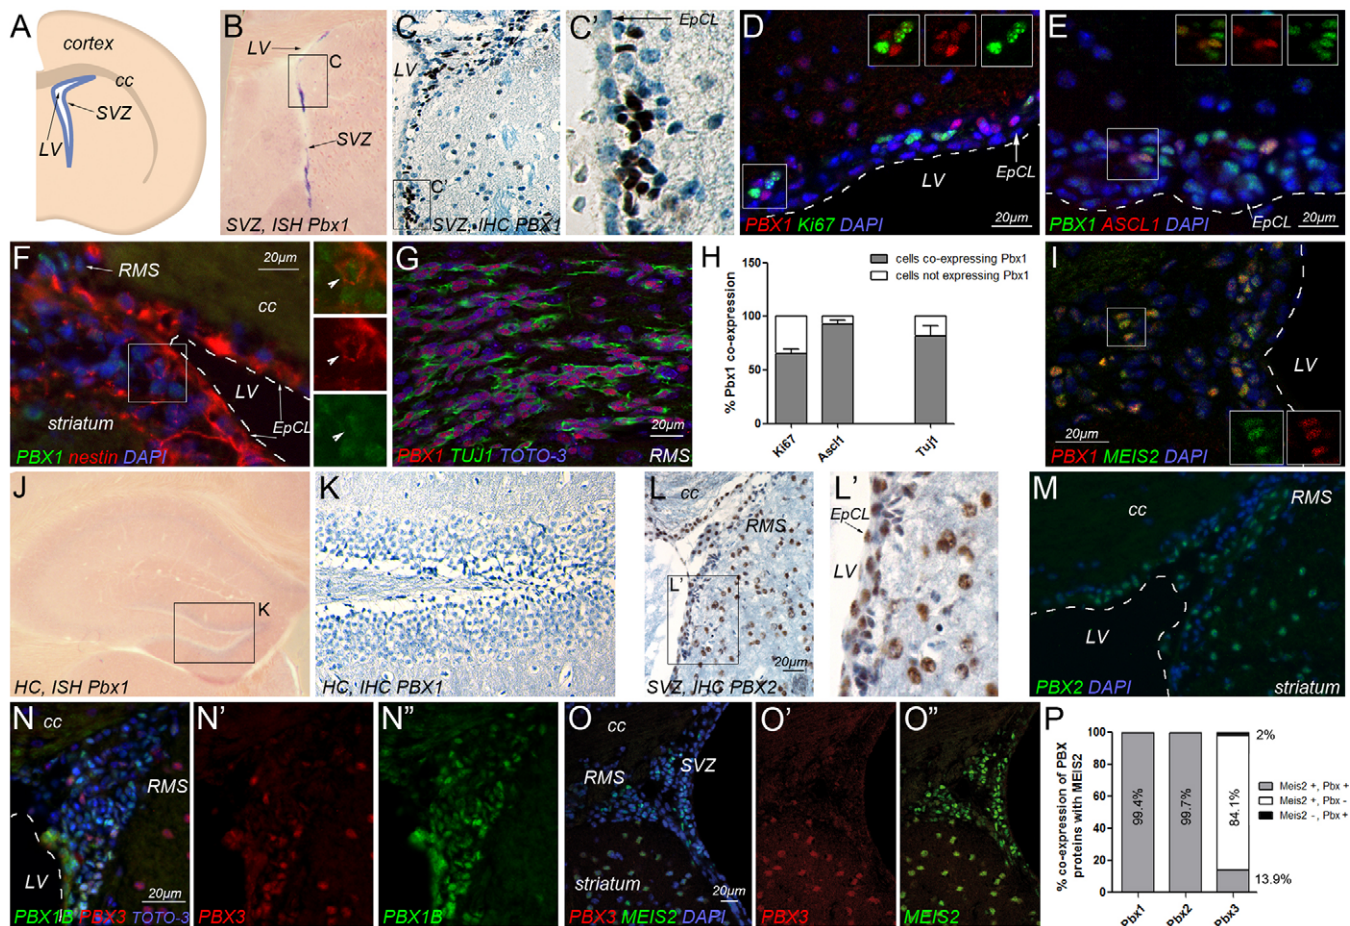 A
cortex
cc
SVZ
LV
B
LV
C
SVZ
SVZ, ISH Pbx1
C
LV
C'
SVZ, IHC PBX1
C'
EpCL
D
EpCL
LV
PBX1 Ki67 DAPI
20µm
E
EpCL
LV
PBX1 ASCL1 DAPI
20µm
F
RMS
20µm
cc
LV
striatum
EpCL
PBX1 nestin DAPI
G
20µm
PBX1 TUJ1 TOTO-3
RMS
H
cells co-expressing Pbx1
cells not expressing Pbx1
% Pbx1 co-expression
150
100
50
0
Ki67
Ascl1
Tuj1
I
LV
20µm
PBX1 MEIS2 DAPI
J
K
HC, ISH Pbx1
K
HC, IHC PBX1
L
cc
RMS
L'
20µm
SVZ, IHC PBX2
L'
EpCL
LV
M
RMS
cc
LV
PBX2 DAPI
striatum
N
cc
RMS
LV
20µm
PBX1B PBX3 TOTO-3
N'
PBX3
N"
PBX1B
O
cc
RMS
SVZ
striatum
20µm
PBX3 MEIS2 DAPI
O'
PBX3
O"
MEIS2
P
% co-expression of PBX
proteins with MEIS2
100
80
60
40
20
0
99.4%
99.7%
84.1%
2%
13.9%
Meis2 +, Pbx +
Meis2 +, Pbx -
Meis2 -, Pbx +
Pbx1
Pbx2
Pbx3